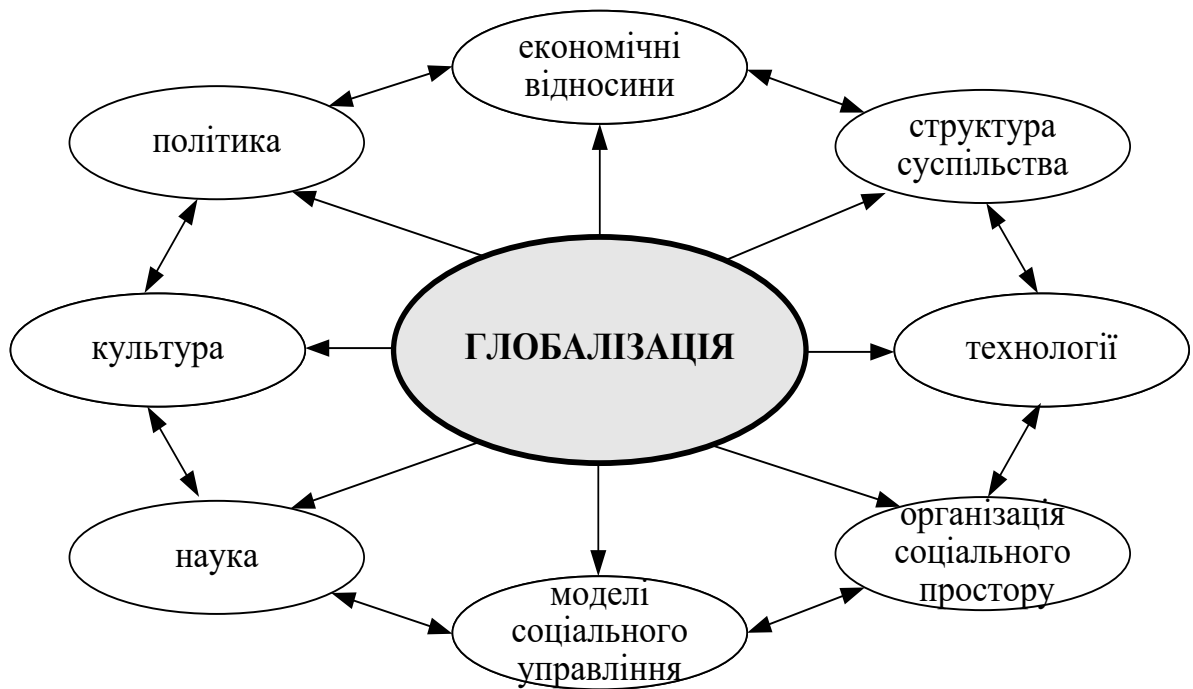 економічні
відносини
політика
структура
суспільства
культура
ГЛОБАЛІЗАЦІЯ
технології
наука
організація
соціального
простору
моделі
соціального
управління